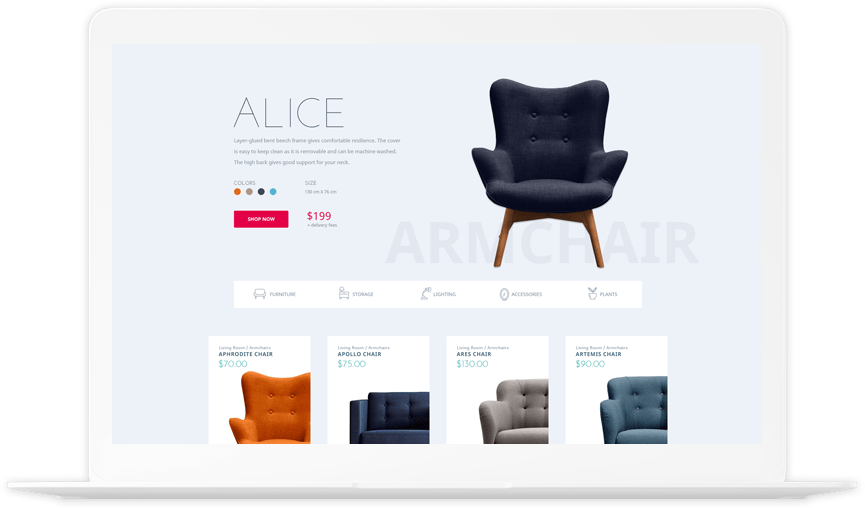 ALICE
Layer-glued bent beech frame gives comfortable resilience. The cover
is easy to keep clean as it is removable and can be machine washed.
The high back gives good support for your neck.
COLORS
SIZE
130 cm X 76 cm
SHOP NOW
$199
+ delivery fees
ARMCHAIR
FURNITURE
STORAGE
LIGHTING
ACCESSORIES
PLANTS
Living Room / Armchairs
APHRODITE CHAIR
$70.00
Living Room / Armchairs
APOLLO CHAIR
$75.00
Living Room / Armchairs
ARES CHAIR
$130.00
Living Room / Armchairs
ARTEMIS CHAIR
$90.00